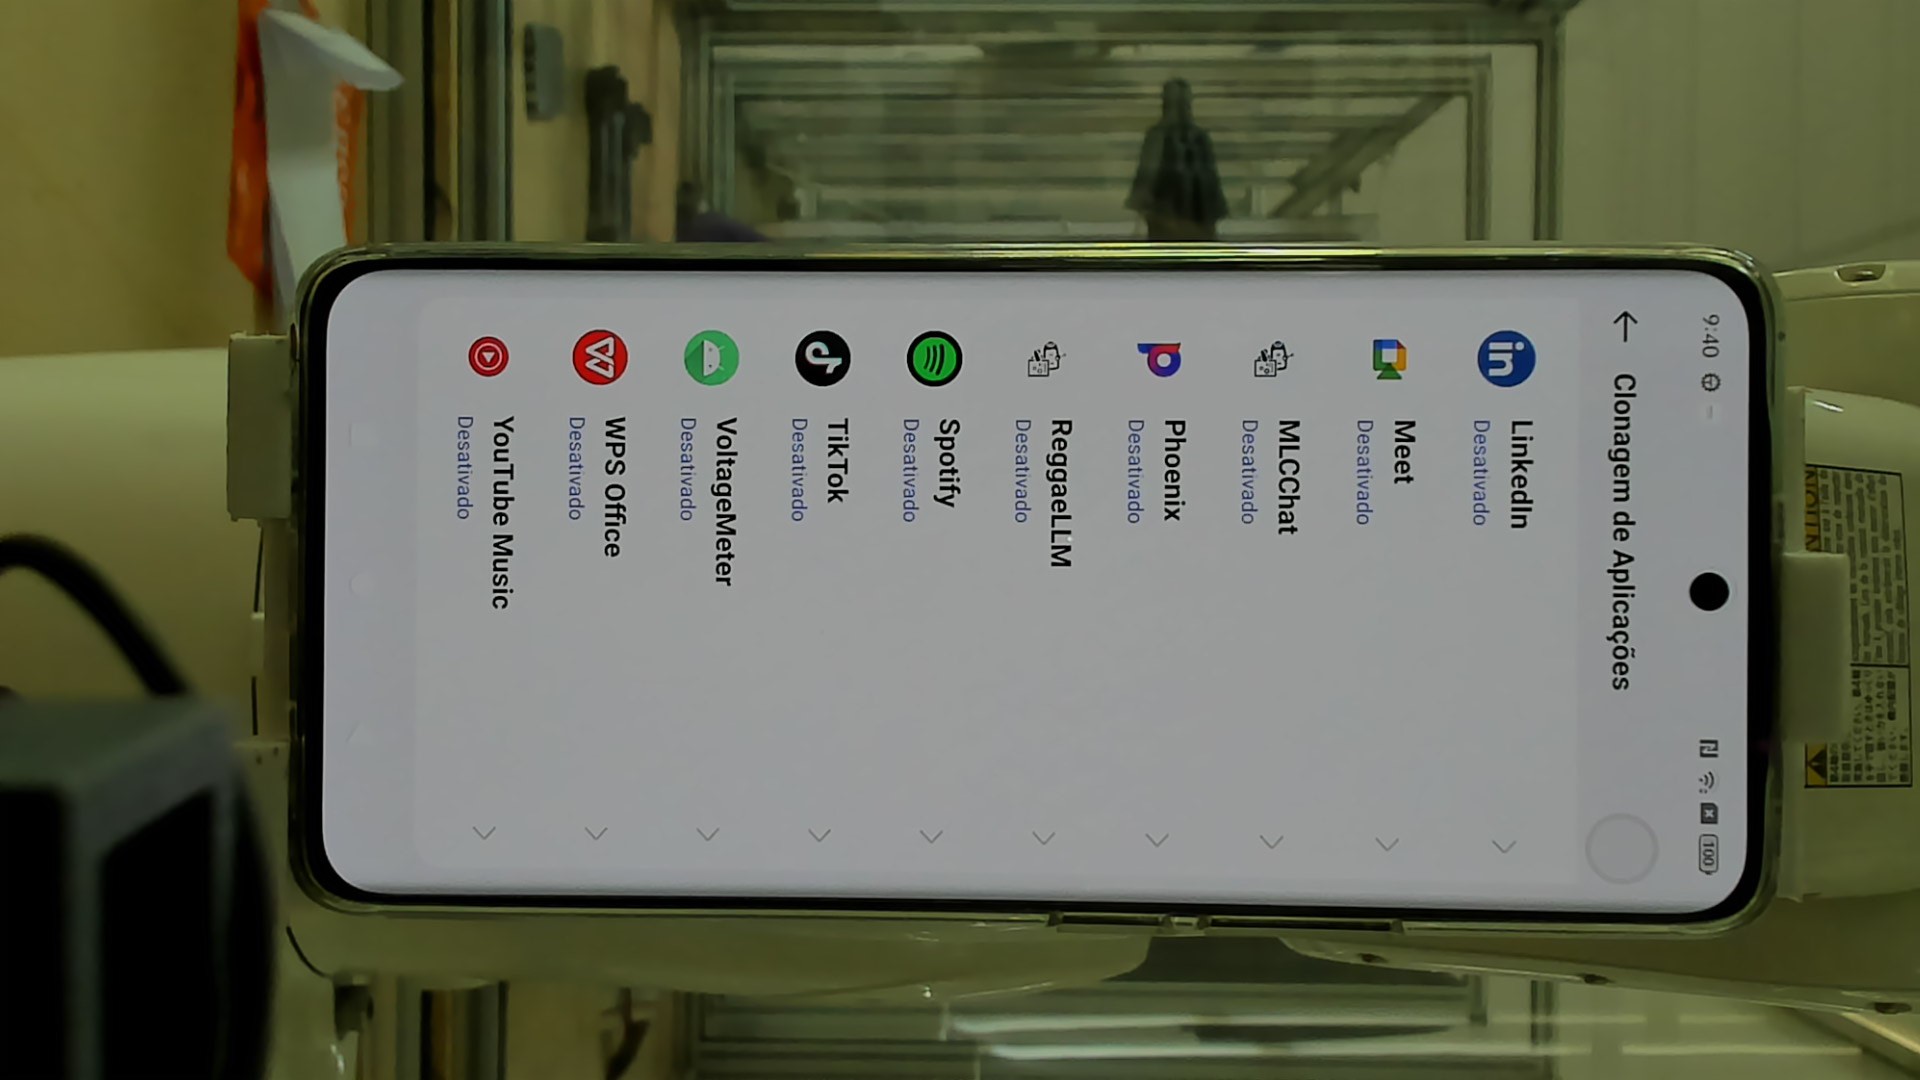 9:40
100
← Clonagem de Aplicações
LinkedIn
Desativado
Meet
Desativado
MLCChat
Desativado
Phoenix
Desativado
ReggaeLLM
Desativado
Spotify
Desativado
TikTok
Desativado
VoltageMeter
Desativado
WPS Office
Desativado
YouTube Music
Desativado